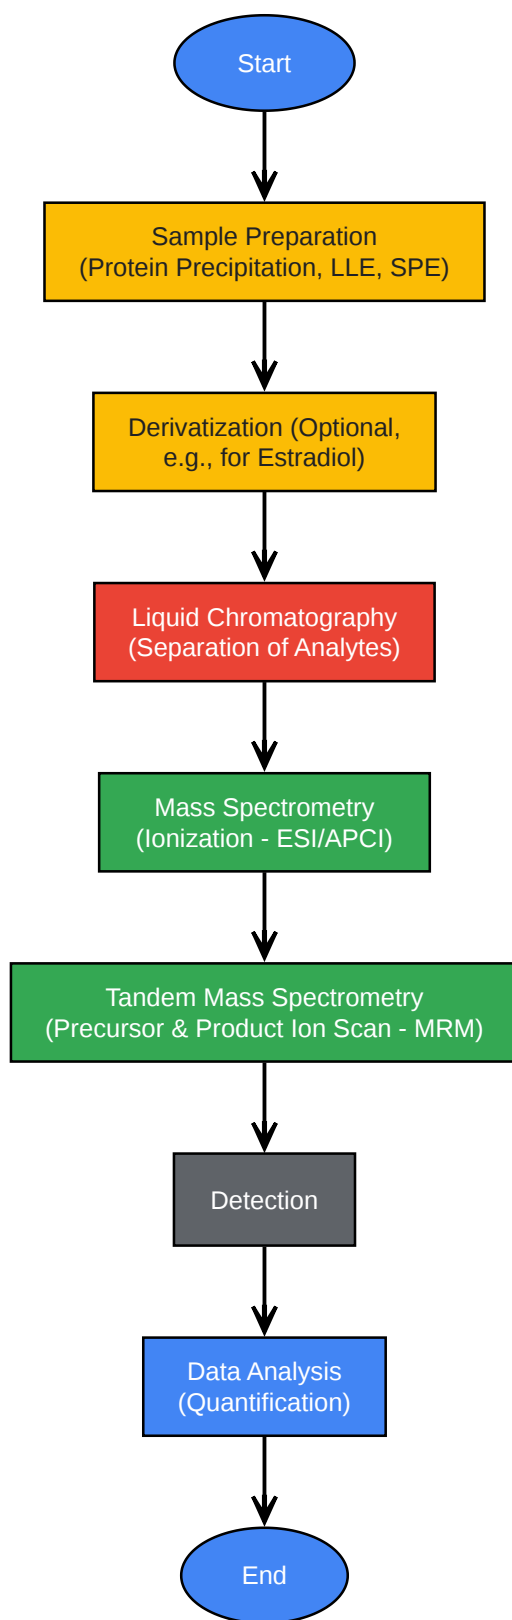 Start
Sample Preparation
(Protein Precipitation, LLE, SPE)
Derivatization (Optional,
e.g., for Estradiol)
Liquid Chromatography
(Separation of Analytes)
Mass Spectrometry
(Ionization - ESI/APCI)
Tandem Mass Spectrometry
(Precursor & Product Ion Scan - MRM)
Detection
Data Analysis
(Quantification)
End